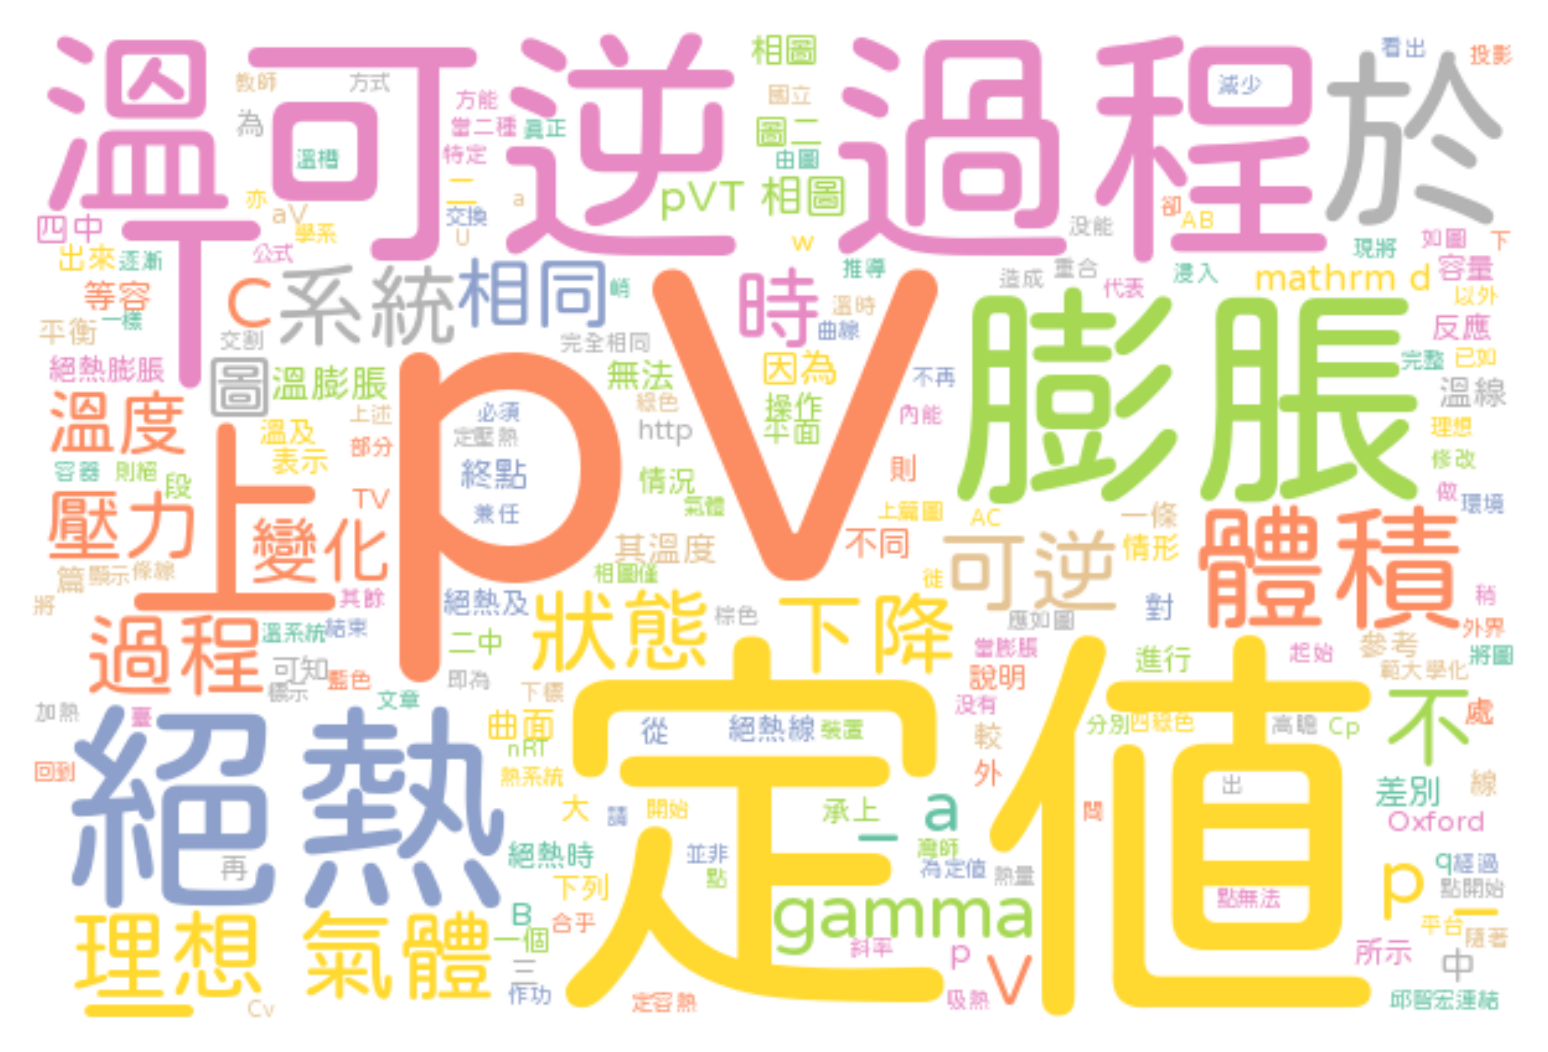 溫可逆過程
於
pV
定值
膨脹
絕熱
T
上
理想
氣體
體積
狀態
下降
可逆
系統
相同
時
C
圖
溫膨脹
溫度
壓力
變化
過程
gamma
a
不
p
V
mathrm d
pVT
相圖
相圖
圖二
由圖
國立
教師
方式
為
溫槽
亦
aV
學系
公式
四中
出來
逐漸
等容
一樣
平衡
絕熱膨脹
交割
方能
當二種
真正
特定
二
交換
U
a
w
看出
投影
減少
卻
AB
沒能
現將
如圖
下
容量
以外
反應
完整
已如
溫線
理想
修改
做
環境
推導
溫時
曲線
造成
重合
代表
浸入
完全相同
無法
因為
操作
平面
不再
內能
綠色
http
必須
定壓熱
終點
兼任
情況
氣體
則
上篇圖
AC
不同
一條
情形
其溫度
相圖僅
上述
溫及
表示
部分
容器
則絕
段
TV
篇
顯示
條線
將
其餘
絕熱及
溫系統
結束
二中
棕色
可知
標示
藍色
即為
文章
下標
加熱
臺
回到
曲面
nRT
熱系統
從
絕熱線
裝置
應如圖
對
當膨脹
說明
沒有
進行
起始
參考
稍
外界
將圖
範大學化
分別
四綠色
高瞻
Cp
處
較
外
差別
線
Oxford
出
大
請
開始
承上
絕熱時
並非
點
灣師
為定值
熱量
下列
B
一個
合乎
三
作功
定容熱
斜率
p
吸熱
點無法
q
經過
點開始
平台
隨著
所示
中
邱智宏連結
再
Cv